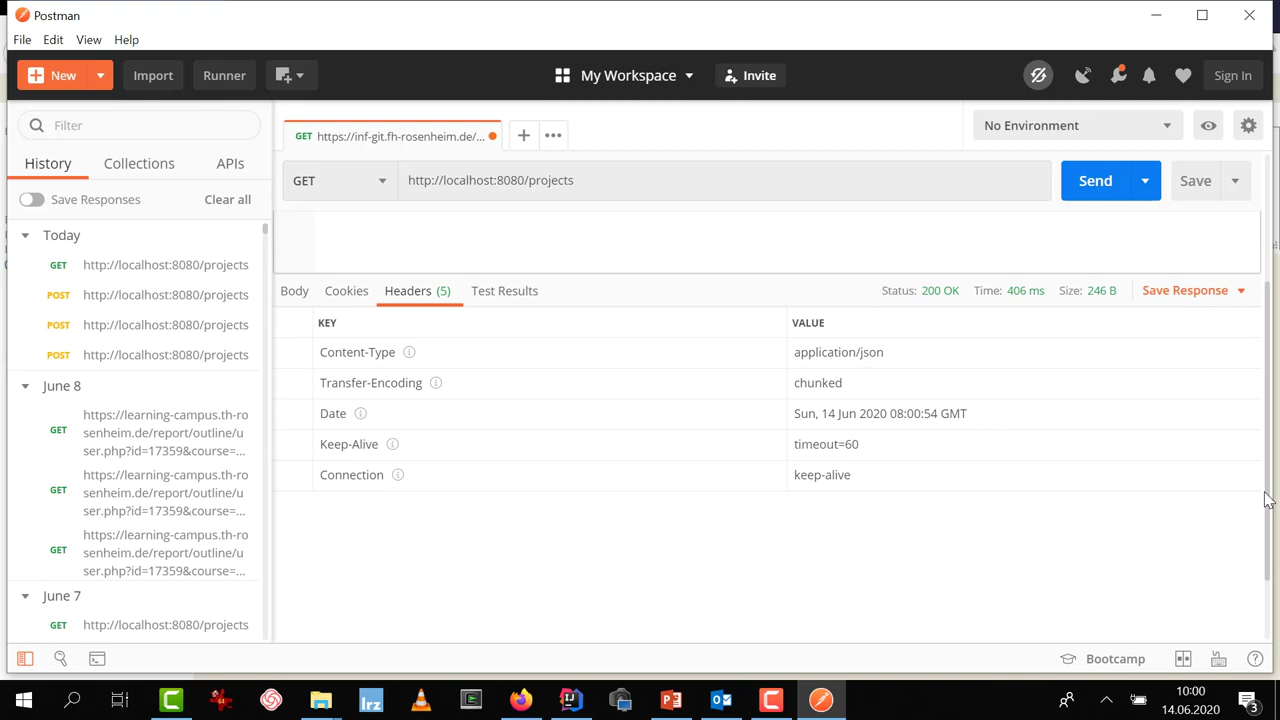 Postman
File Edit View Help
New Import Runner My Workspace Invite Sign In
Filter
GET https://inf-git.fh-rosenheim.de/... No Environment
History Collections APIs
GET http://localhost:8080/projects Send Save
Save Responses Clear all
Today
GET http://localhost:8080/projects
POST http://localhost:8080/projects
POST http://localhost:8080/projects
POST http://localhost:8080/projects
June 8
GET https://learning-campus.th-ro
senheim.de/report/outline/u
ser.php?id=17359&course=...
GET https://learning-campus.th-ro
senheim.de/report/outline/u
ser.php?id=17359&course=...
GET https://learning-campus.th-ro
senheim.de/report/outline/u
ser.php?id=17359&course=...
June 7
GET http://localhost:8080/projects
Body Cookies Headers (5) Test Results Status: 200 OK Time: 406 ms Size: 246 B Save Response
KEY VALUE
Content-Type application/json
Transfer-Encoding chunked
Date Sun, 14 Jun 2020 08:00:54 GMT
Keep-Alive timeout=60
Connection keep-alive
Bootcamp
lrz
10:00
14.06.2020
3